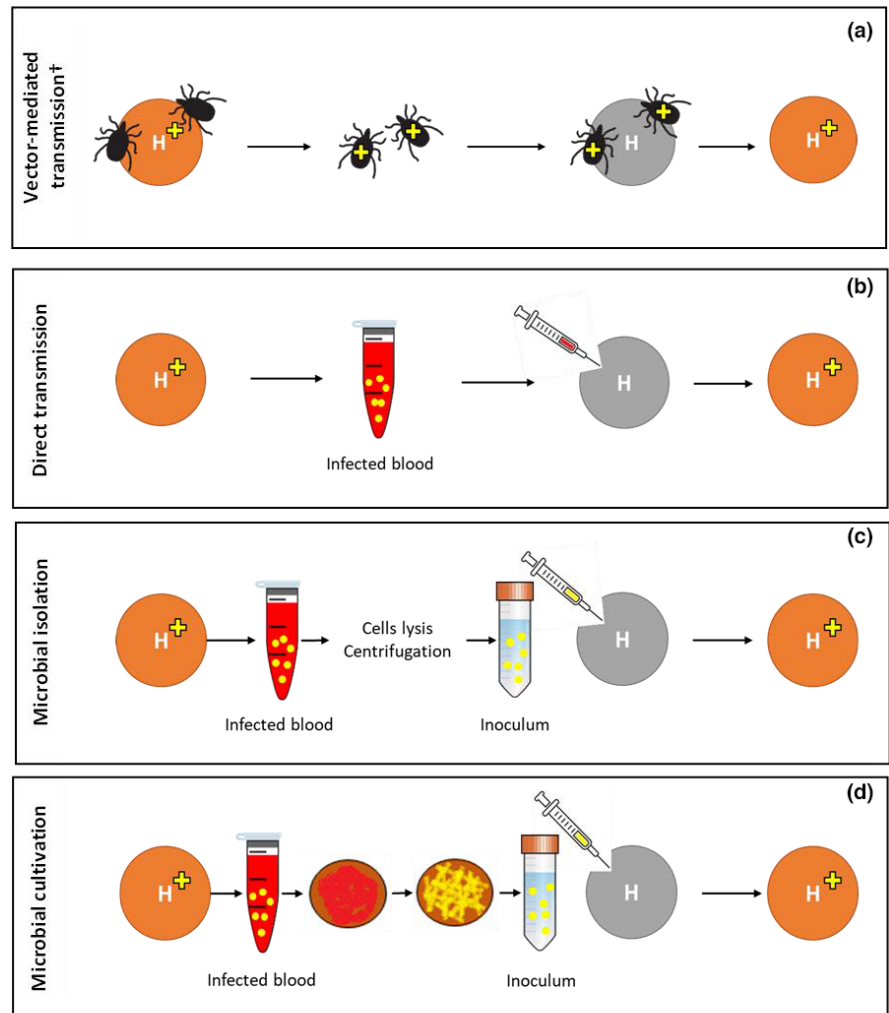 (a)
Vector-mediated
transmission†
H
H
H
(b)
Direct transmission
H
Infected blood
H
H
(c)
Microbial isolation
H
Infected blood
Cells lysis
Centrifugation
Inoculum
H
H
(d)
Microbial cultivation
H
Infected blood
Inoculum
H
H